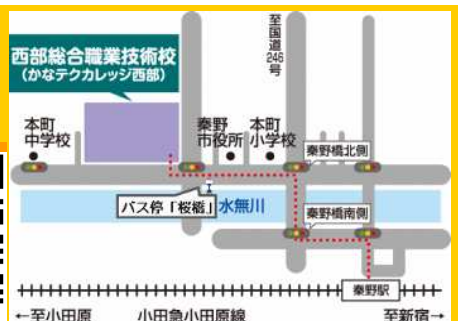 西部総合職業技術校
(かなテクカレッジ西部)
至国道246号
本町
中学校
秦野
市役所
本町
小学校
秦野橋北側
バス停「桜橋」
水無川
秦野橋南側
秦野駅
←至小田原
小田急小田原線
至新宿→